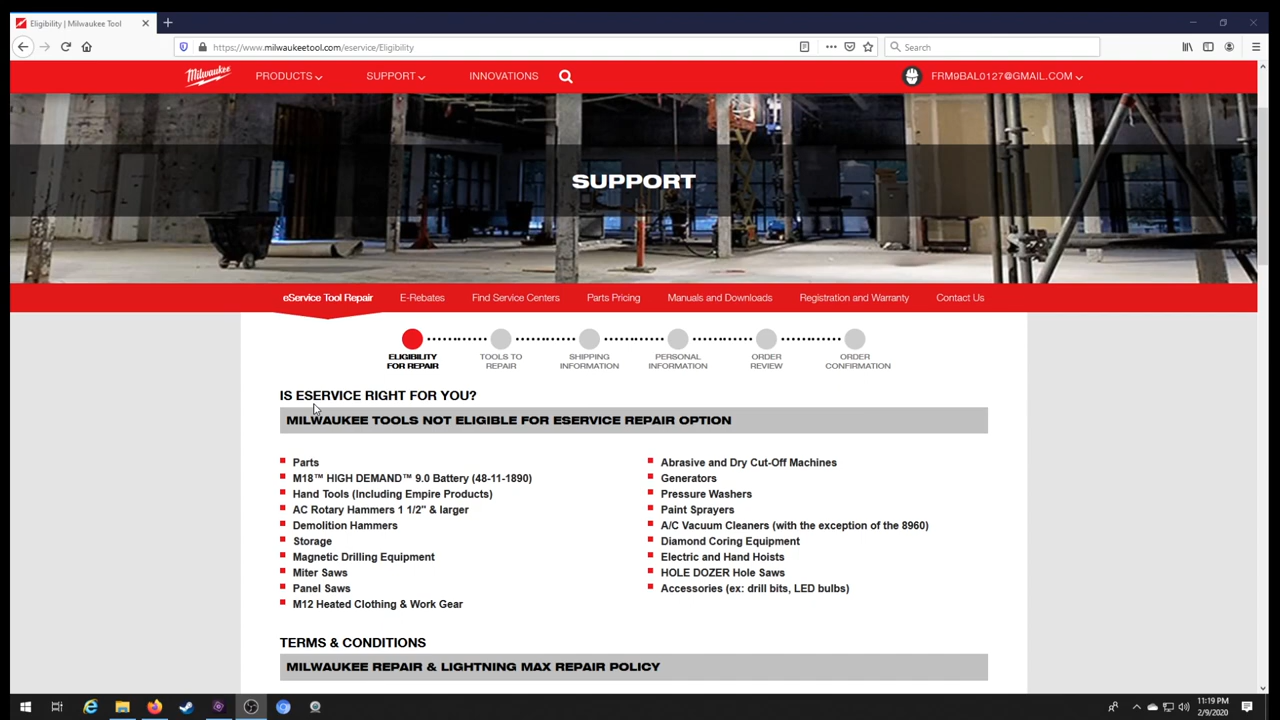 Eligibility | Milwaukee Tool
https://www.milwaukeetool.com/eservice/Eligibility
Search
Milwaukee
PRODUCTS
SUPPORT
INNOVATIONS
FRM9BAL0127@GMAIL.COM
SUPPORT
eService Tool Repair
E-Rebates
Find Service Centers
Parts Pricing
Manuals and Downloads
Registration and Warranty
Contact Us
ELIGIBILITY
FOR REPAIR
TOOLS TO
REPAIR
SHIPPING
INFORMATION
PERSONAL
INFORMATION
ORDER
REVIEW
ORDER
CONFIRMATION
IS ESERVICE RIGHT FOR YOU?
MILWAUKEE TOOLS NOT ELIGIBLE FOR ESERVICE REPAIR OPTION
Parts
M18™ HIGH DEMAND™ 9.0 Battery (48-11-1890)
Hand Tools (Including Empire Products)
AC Rotary Hammers 1 1/2" & larger
Demolition Hammers
Storage
Magnetic Drilling Equipment
Miter Saws
Panel Saws
M12 Heated Clothing & Work Gear
Abrasive and Dry Cut-Off Machines
Generators
Pressure Washers
Paint Sprayers
A/C Vacuum Cleaners (with the exception of the 8960)
Diamond Coring Equipment
Electric and Hand Hoists
HOLE DOZER Hole Saws
Accessories (ex: drill bits, LED bulbs)
TERMS & CONDITIONS
MILWAUKEE REPAIR & LIGHTNING MAX REPAIR POLICY
11:19 PM
2/9/2020